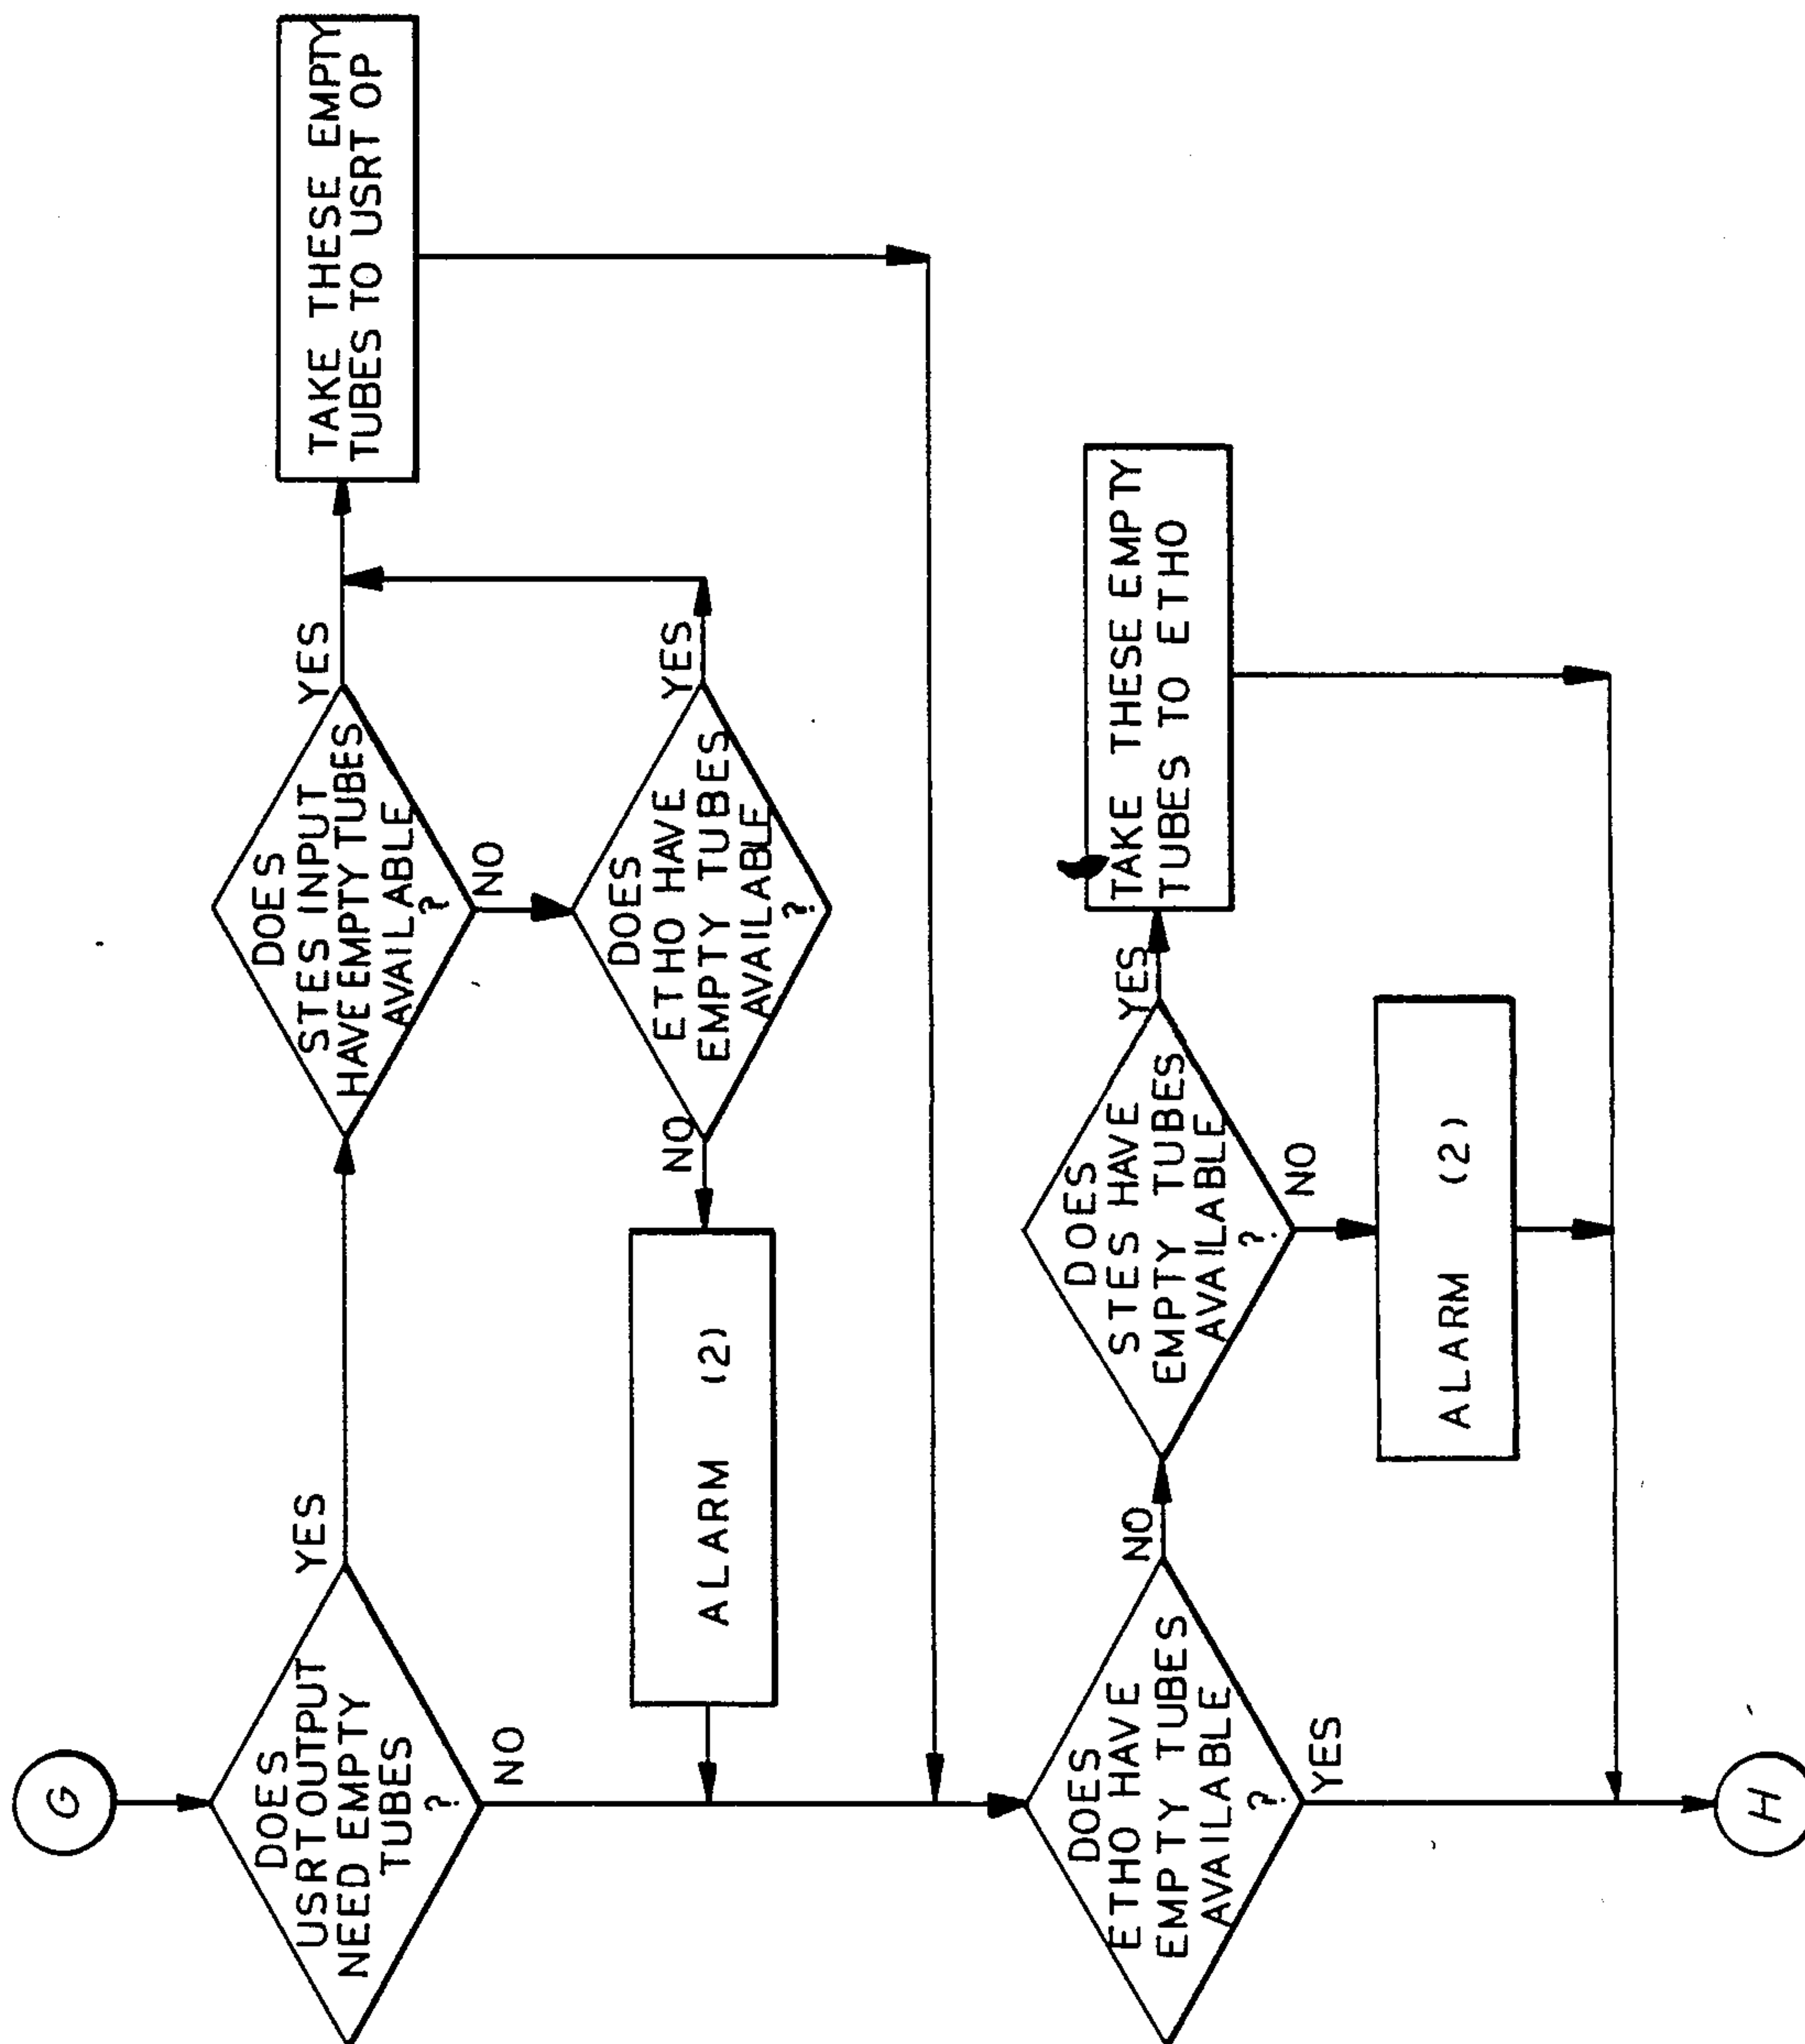 G
DOES
USRT OUTPUT
NEED EMPTY
TUBES
?
YES
NO
DOES
STES INPUT
HAVE EMPTY TUBES
AVAILABLE
?
YES
NO
TAKE THESE EMPTY
TUBES TO USRT OP
DOES
ETHO HAVE
EMPTY TUBES
AVAILABLE
?
YES
NO
ALARM (2)
DOES
ETHO HAVE
EMPTY TUBES
AVAILABLE
?
NO
YES
DOES
STES HAVE
EMPTY TUBES
AVAILABLE
?
YES
NO
TAKE THESE EMPTY
TUBES TO ETHO
ALARM (2)
H